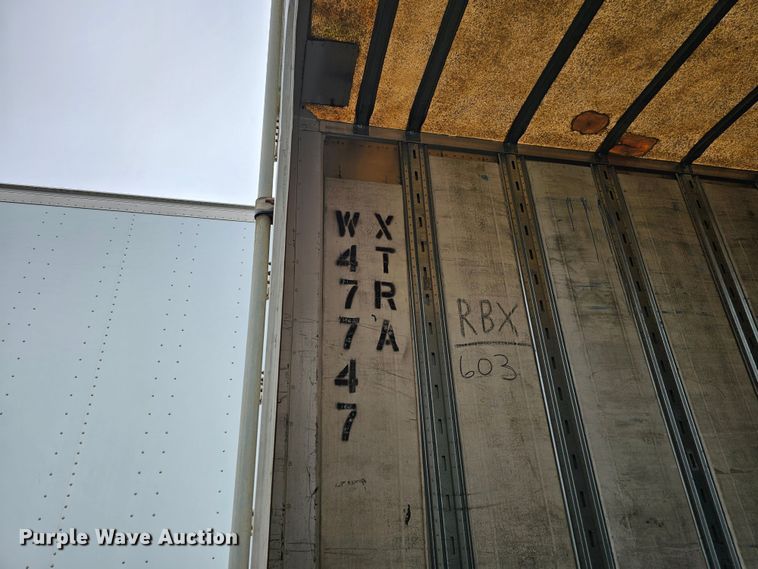 XTRA
W47747
RBX
603
Purple Wave Auction